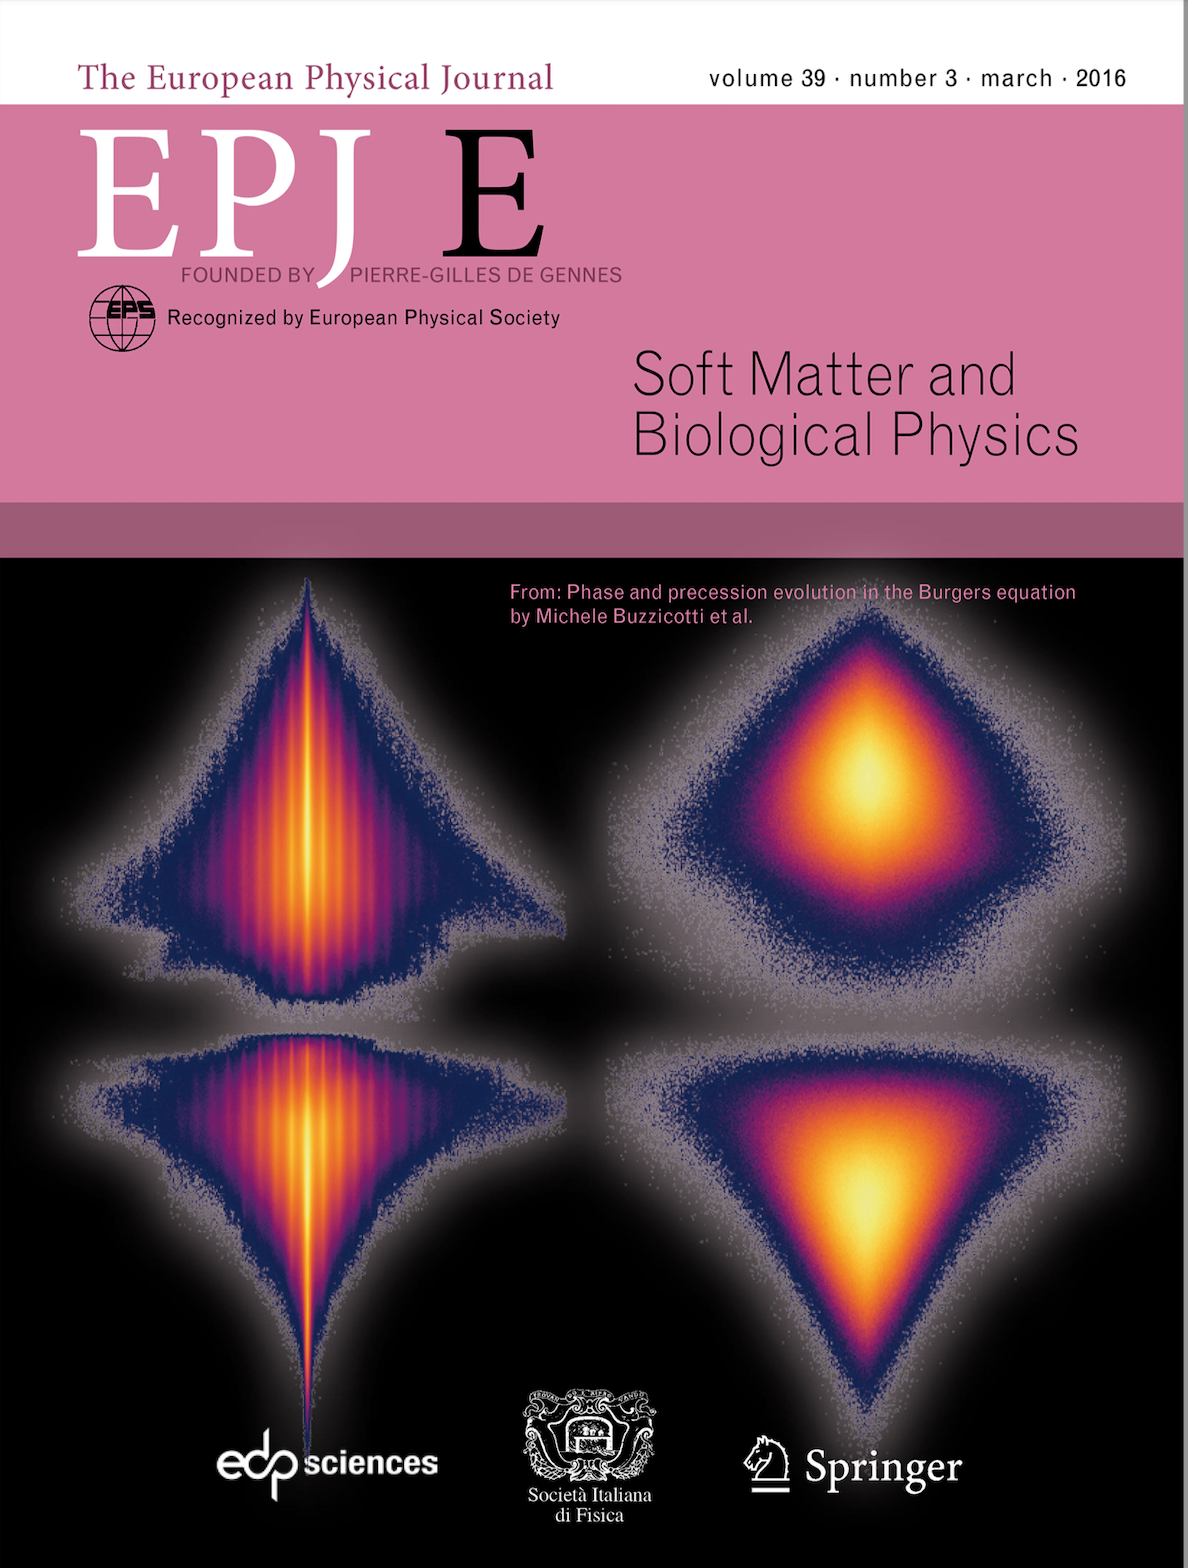 The European Physical Journal
volume 39 · number 3 · march · 2016
EPJ E
FOUNDED BY PIERRE-GILLES DE GENNES
EPS
Recognized by European Physical Society
Soft Matter and
Biological Physics
From: Phase and precession evolution in the Burgers equation
by Michele Buzzicotti et al.
edp sciences
Società Italiana
di Fisica
Springer